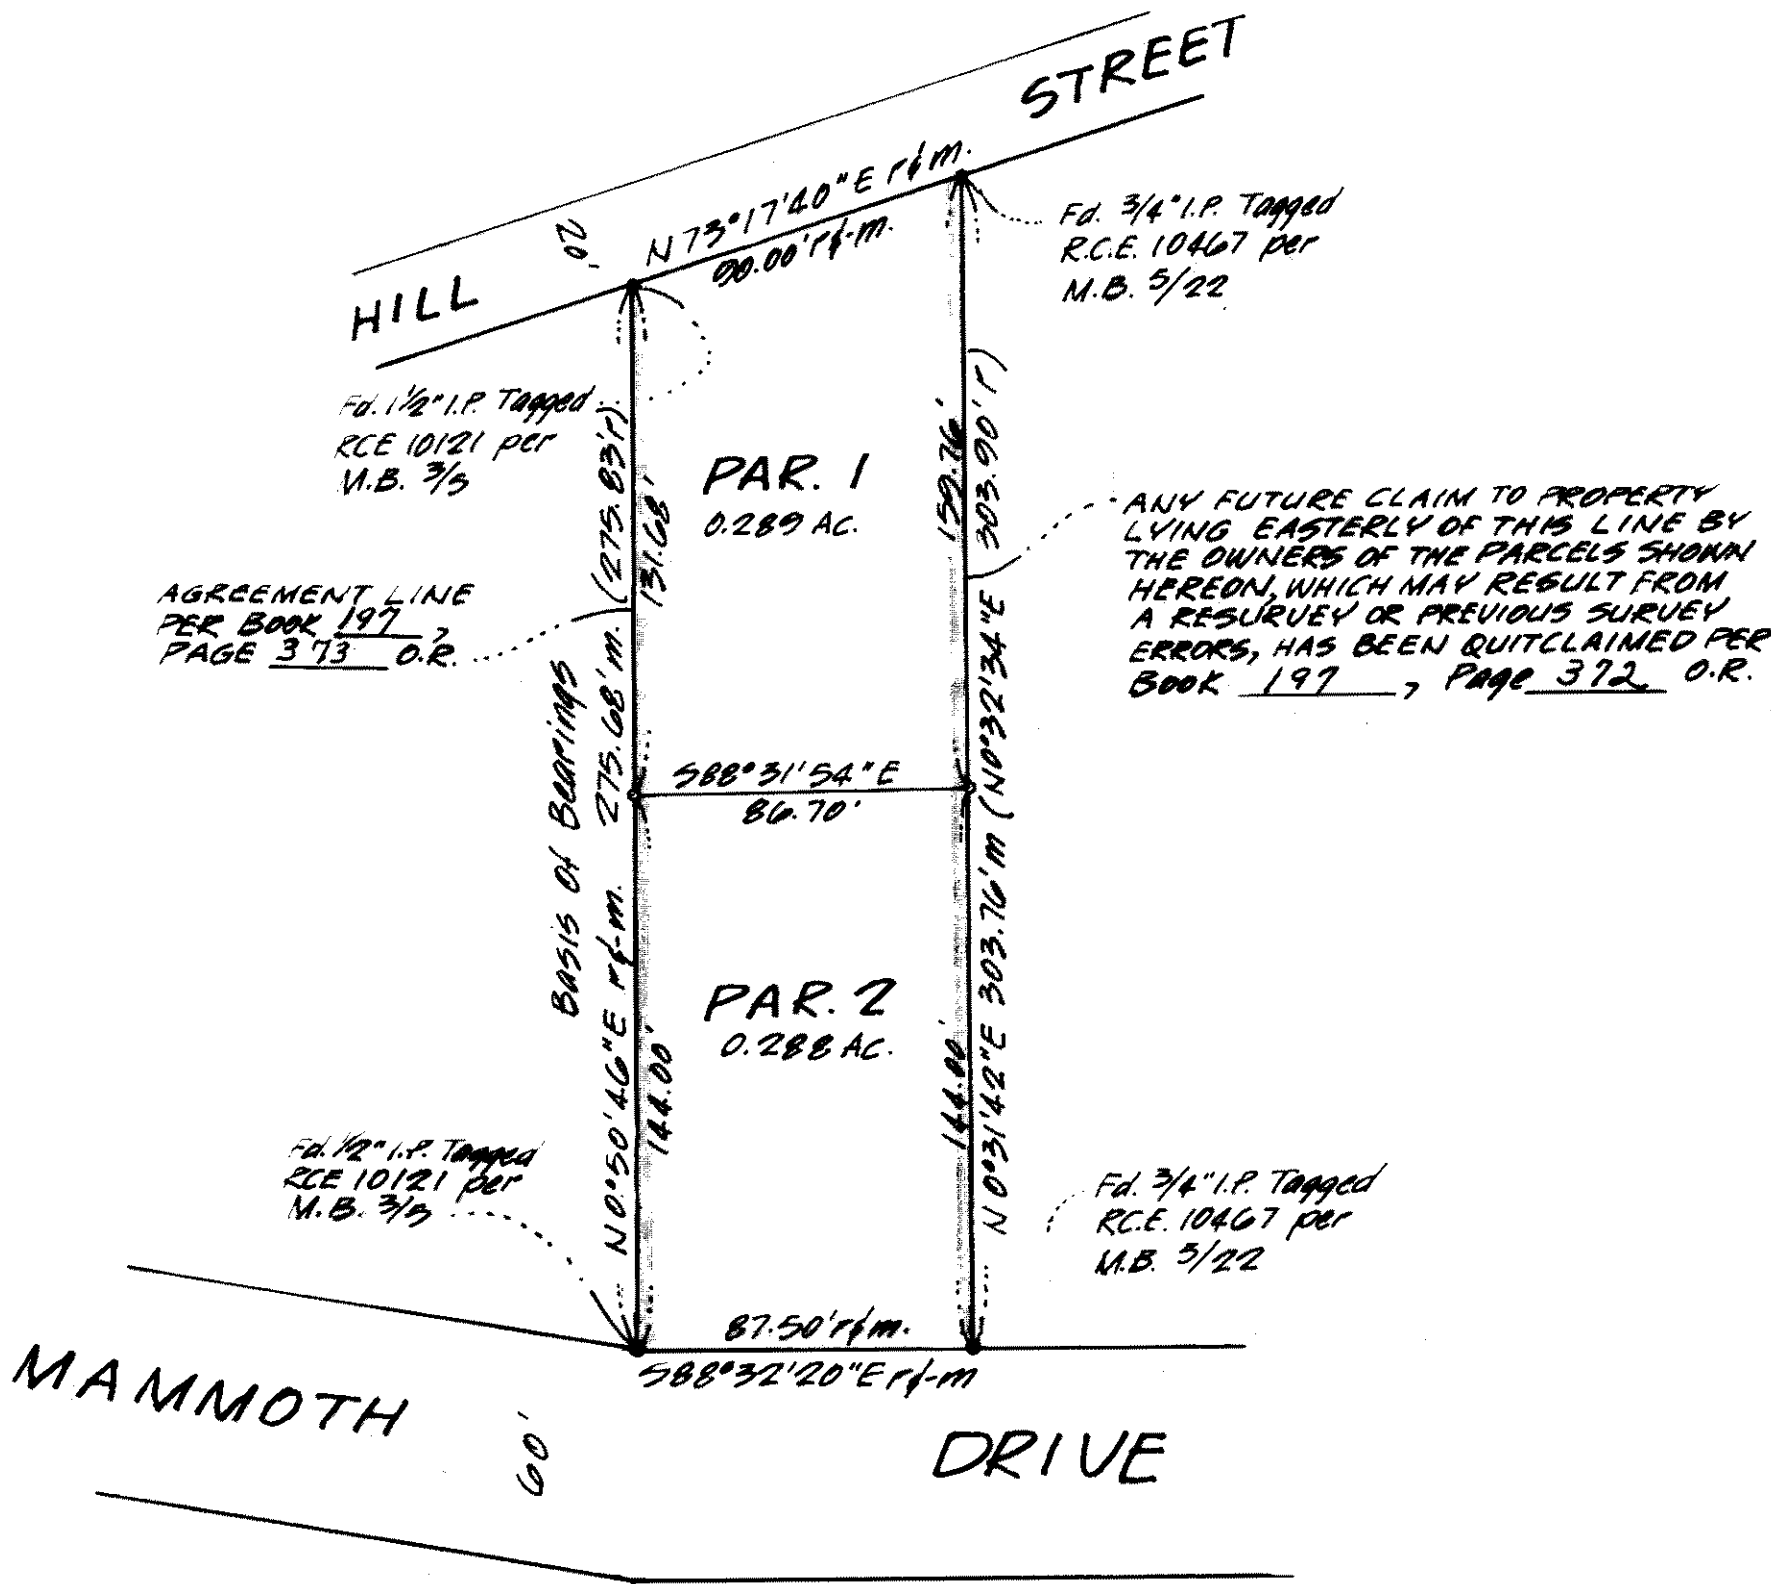 HILL STREET
20'
N73°17'40"E r&m.
90.00' r&m.
Fd. 3/4" I.P. Tagged
R.C.E. 10467 per
M.B. 5/22
Fd. 1 1/2" I.P. Tagged
RCE 10121 per
M.B. 3/5
PAR. 1
0.289 AC.
131.68'
159.76'
AGREEMENT LINE
PER BOOK 197,
PAGE 373 O.R.
ANY FUTURE CLAIM TO PROPERTY
LYING EASTERLY OF THIS LINE BY
THE OWNERS OF THE PARCELS SHOWN
HEREON, WHICH MAY RESULT FROM
A RESURVEY OR PREVIOUS SURVEY
ERRORS, HAS BEEN QUITCLAIMED PER
BOOK 197, Page 372 O.R.
Basis of Bearings
N0°50'46"E r&m. 275.68'm. (275.83'r)
N0°31'42"E 303.76'm (N0°32'34"E 303.90'r)
S88°31'54"E
86.70'
PAR. 2
0.288 AC.
144.00'
144.00'
Fd. 1/2" I.P. Tagged
RCE 10121 per
M.B. 3/5
Fd. 3/4" I.P. Tagged
R.C.E. 10467 per
M.B. 5/22
87.50' r&m.
S88°32'20"E r&m
MAMMOTH DRIVE
60'